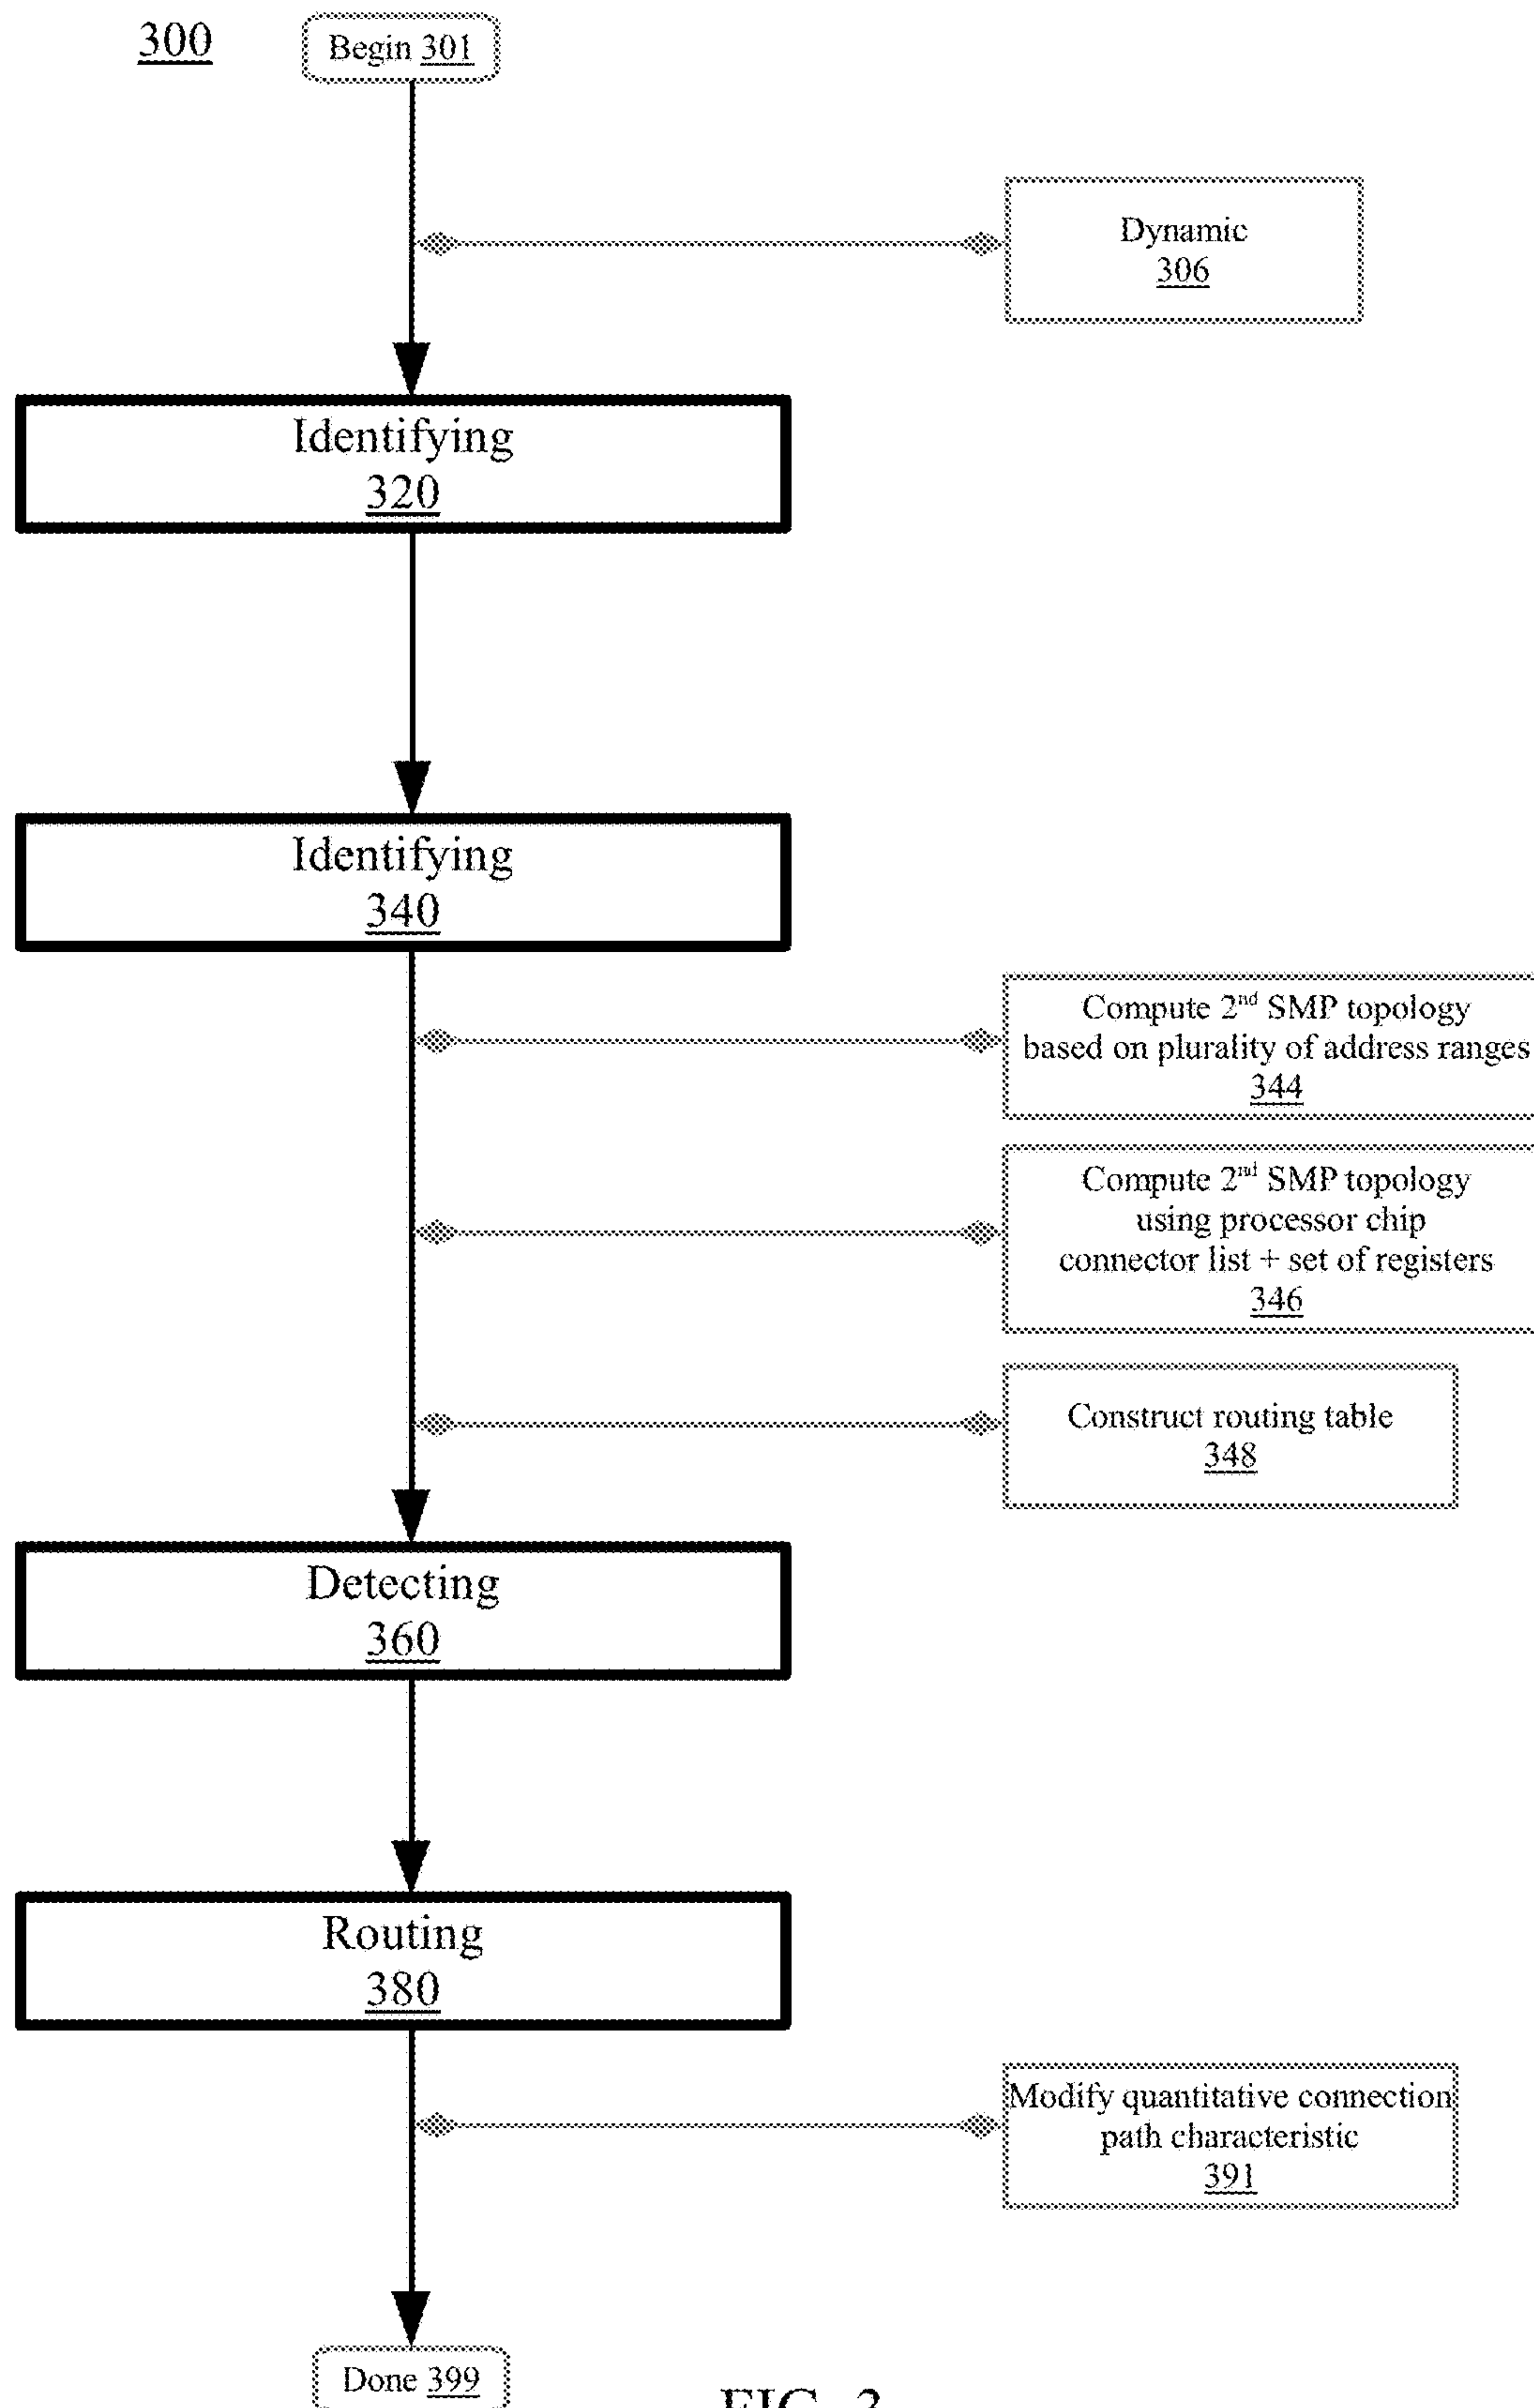 300
Begin 301
Dynamic
306
Identifying
320
Identifying
340
Compute 2nd SMP topology
based on plurality of address ranges
344
Compute 2nd SMP topology
using processor chip
connector list + set of registers
346
Construct routing table
348
Detecting
360
Routing
380
Modify quantitative connection
path characteristic
391
Done 399
FIG. 3